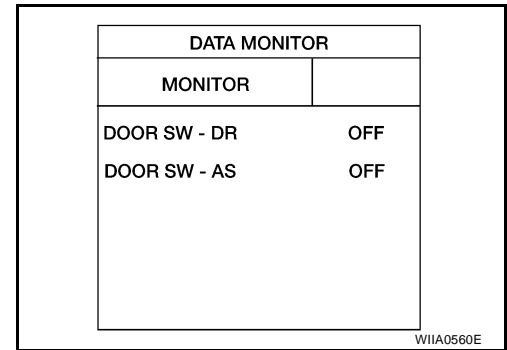 DATA MONITOR
MONITOR
DOOR SW - DR OFF
DOOR SW - AS OFF
WIIA0560E